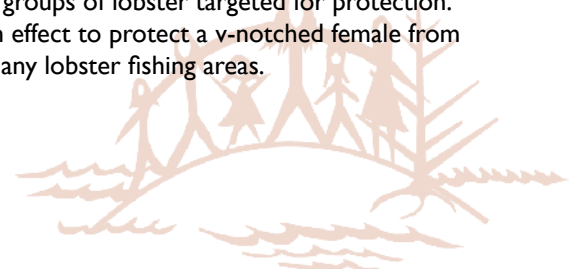 groups of lobster targeted for protection.
effect to protect a v-notched female from
any lobster fishing areas.